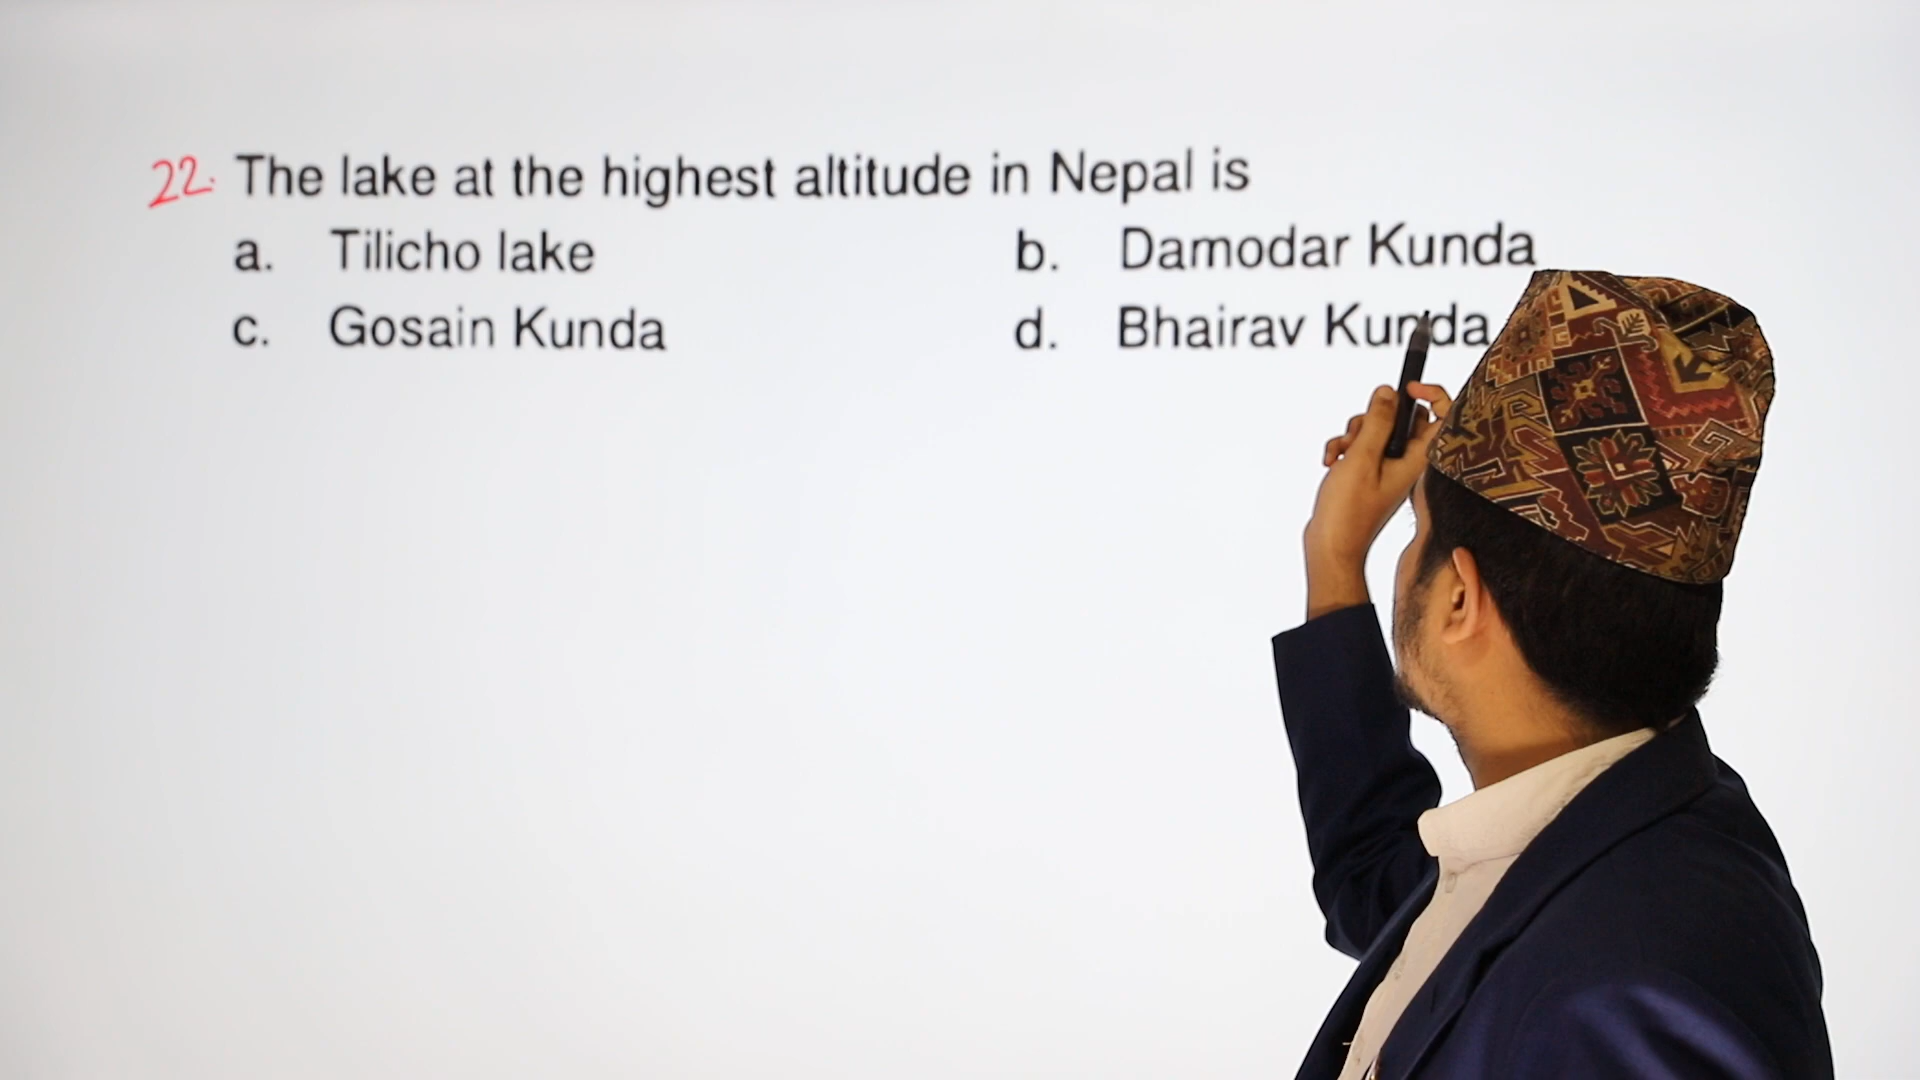 22. The lake at the highest altitude in Nepal is
a. Tilicho lake b. Damodar Kunda
c. Gosain Kunda d. Bhairav Kunda